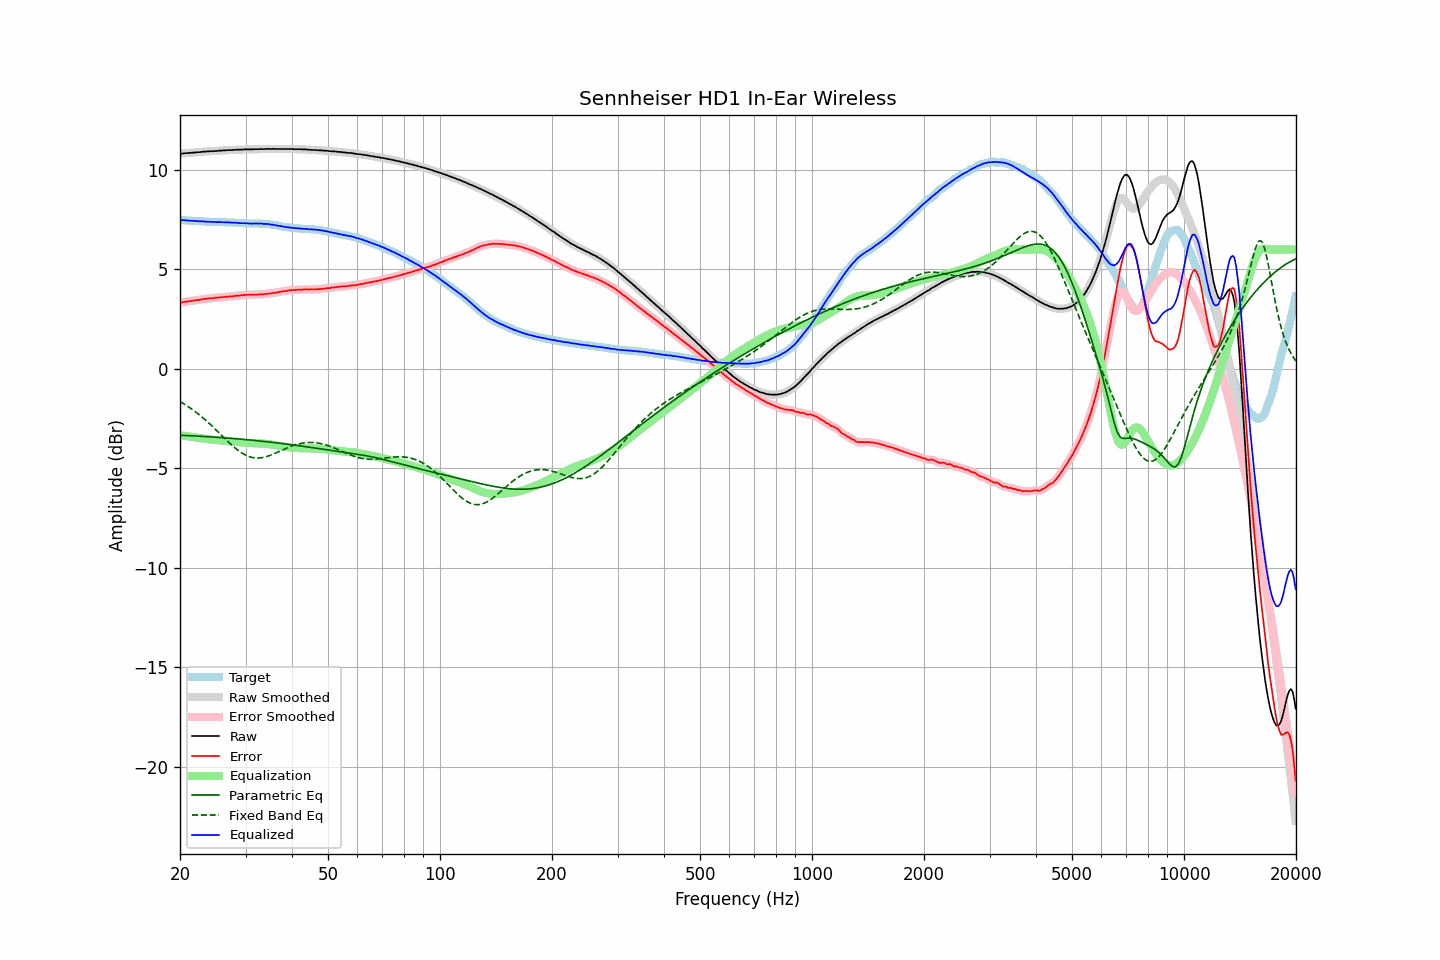 Sennheiser HD1 In-Ear Wireless
10
5
0
−5
−10
−15
−20
Amplitude (dBr)
Target
Raw Smoothed
Error Smoothed
Raw
Error
Equalization
Parametric Eq
Fixed Band Eq
Equalized
20 50 100 200 500 1000 2000 5000 10000 20000
Frequency (Hz)